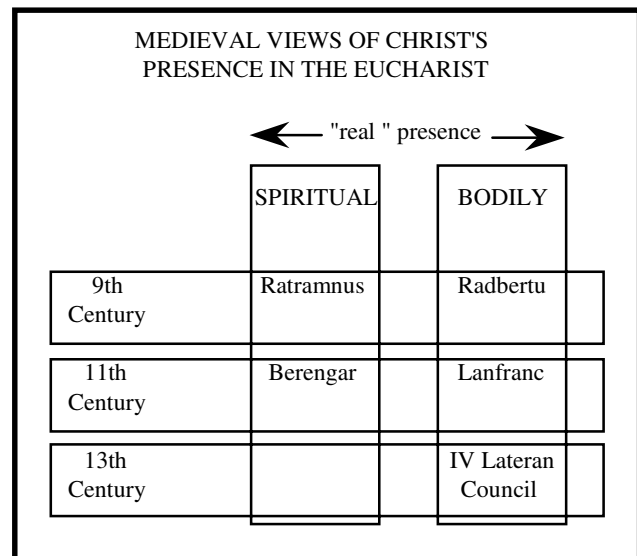 MEDIEVAL VIEWS OF CHRIST'S
PRESENCE IN THE EUCHARIST
"real " presence
SPIRITUAL BODILY
9th
Century
Ratramnus Radbertu
11th
Century
Berengar Lanfranc
13th
Century
IV Lateran
Council